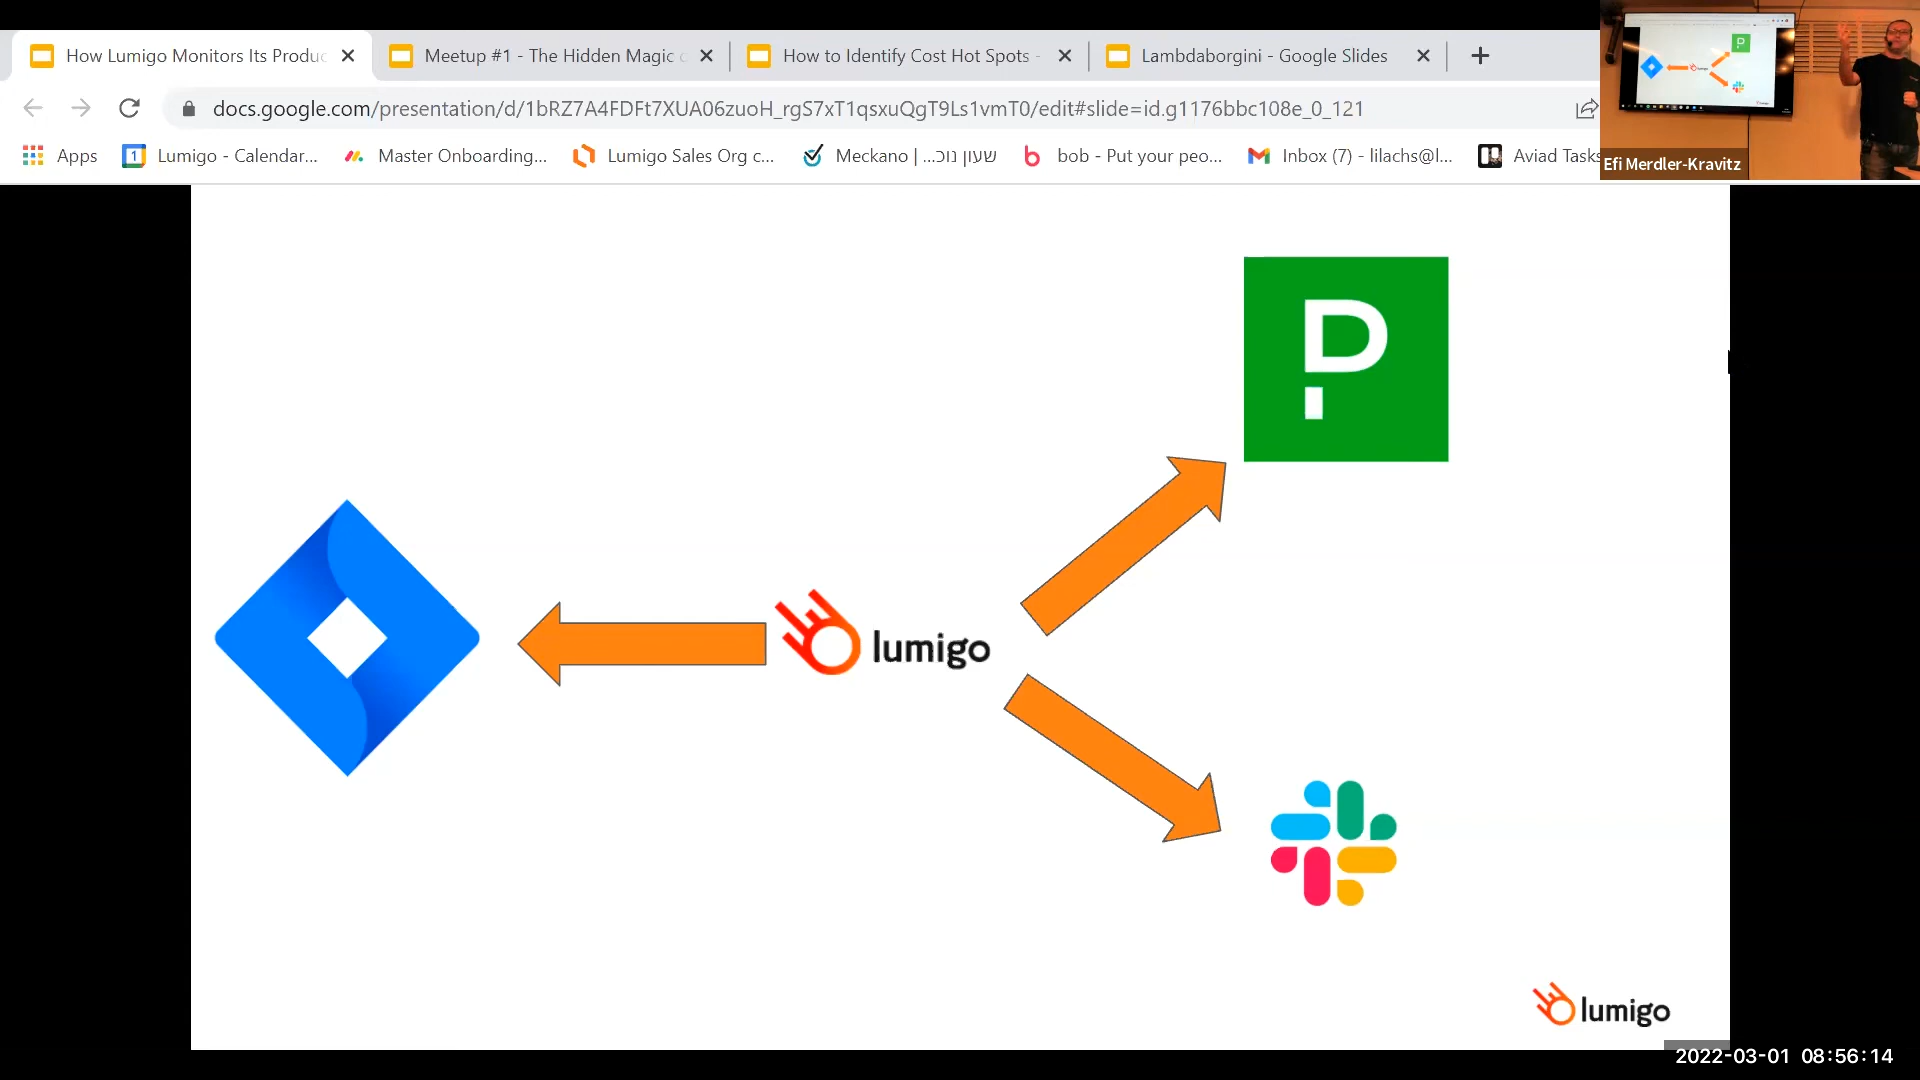 How Lumigo Monitors Its Produc
Meetup #1 - The Hidden Magic c
How to Identify Cost Hot Spots -
Lambdaborgini - Google Slides
docs.google.com/presentation/d/1bRZ7A4FDFt7XUA06zuoH_rgS7xT1qsxuQgT9Ls1vmT0/edit#slide=id.g1176bbc108e_0_121
Apps
1
Lumigo - Calendar...
Master Onboarding...
Lumigo Sales Org c...
Meckano | שעון נוכ...
bob - Put your peo...
Inbox (7) - lilachs@l...
Aviad Tasks
Efi Merdler-Kravitz
P
lumigo
lumigo
2022-03-01 08:56:14